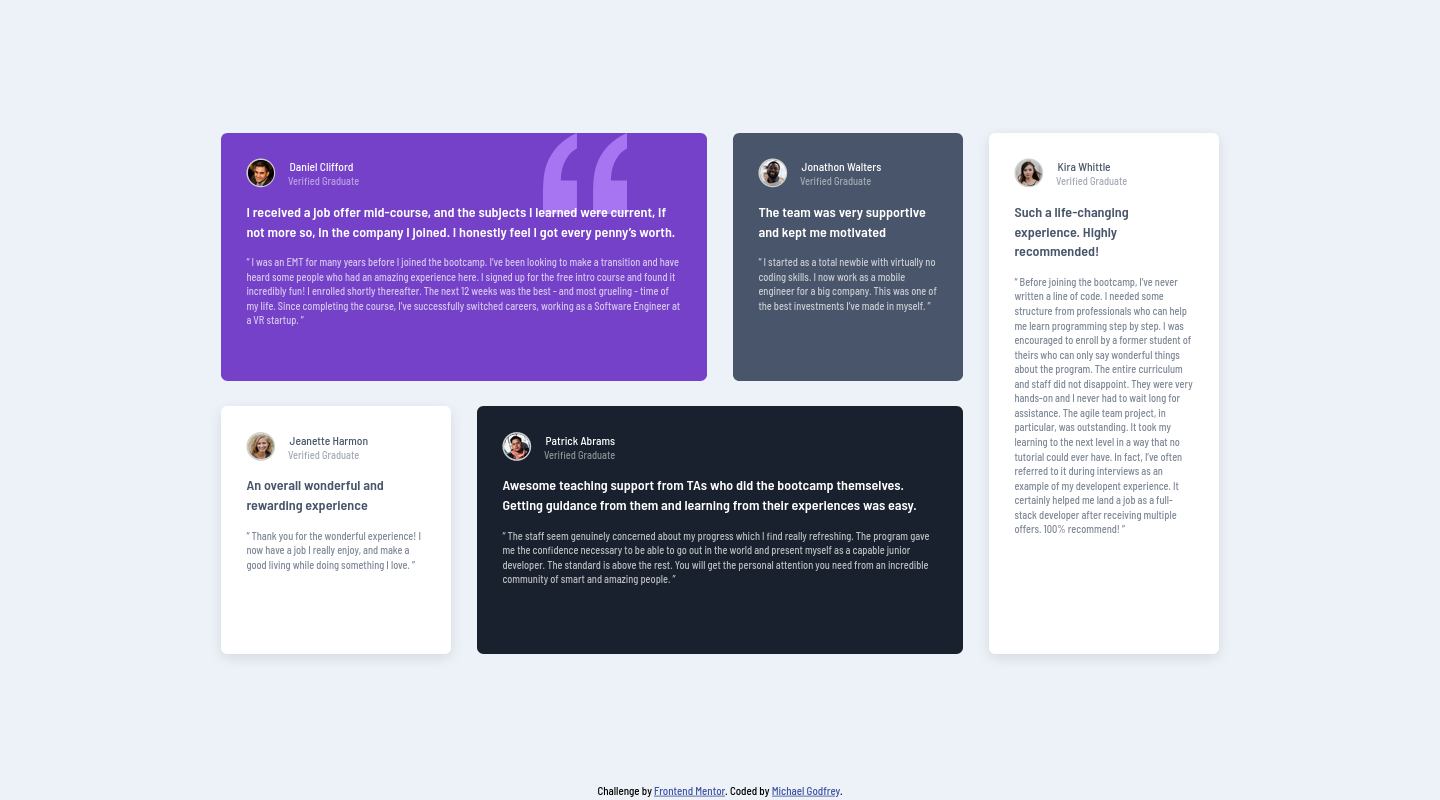 Daniel Clifford
Verified Graduate
I received a job offer mid-course, and the subjects I learned were current, if
not more so, in the company I joined. I honestly feel I got every penny's worth.
“ I was an EMT for many years before I joined the bootcamp. I've been looking to make a transition and have
heard some people who had an amazing experience here. I signed up for the free intro course and found it
incredibly fun! I enrolled shortly thereafter. The next 12 weeks was the best - and most grueling - time of
my life. Since completing the course, I've successfully switched careers, working as a Software Engineer at
a VR startup. ”
Jonathon Walters
Verified Graduate
The team was very supportive
and kept me motivated
“ I started as a total newbie with virtually no
coding skills. I now work as a mobile
engineer for a big company. This was one of
the best investments I've made in myself. ”
Kira Whittle
Verified Graduate
Such a life-changing
experience. Highly
recommended!
“ Before joining the bootcamp, I've never
written a line of code. I needed some
structure from professionals who can help
me learn programming step by step. I was
encouraged to enroll by a former student of
theirs who can only say wonderful things
about the program. The entire curriculum
and staff did not disappoint. They were very
hands-on and I never had to wait long for
assistance. The agile team project, in
particular, was outstanding. It took my
learning to the next level in a way that no
tutorial could ever have. In fact, I've often
referred to it during interviews as an
example of my developent experience. It
certainly helped me land a job as a full-
stack developer after receiving multiple
offers. 100% recommend! ”
Jeanette Harmon
Verified Graduate
An overall wonderful and
rewarding experience
“ Thank you for the wonderful experience! I
now have a job I really enjoy, and make a
good living while doing something I love. ”
Patrick Abrams
Verified Graduate
Awesome teaching support from TAs who did the bootcamp themselves.
Getting guidance from them and learning from their experiences was easy.
“ The staff seem genuinely concerned about my progress which I find really refreshing. The program gave
me the confidence necessary to be able to go out in the world and present myself as a capable junior
developer. The standard is above the rest. You will get the personal attention you need from an incredible
community of smart and amazing people. ”
Challenge by Frontend Mentor. Coded by Michael Godfrey.